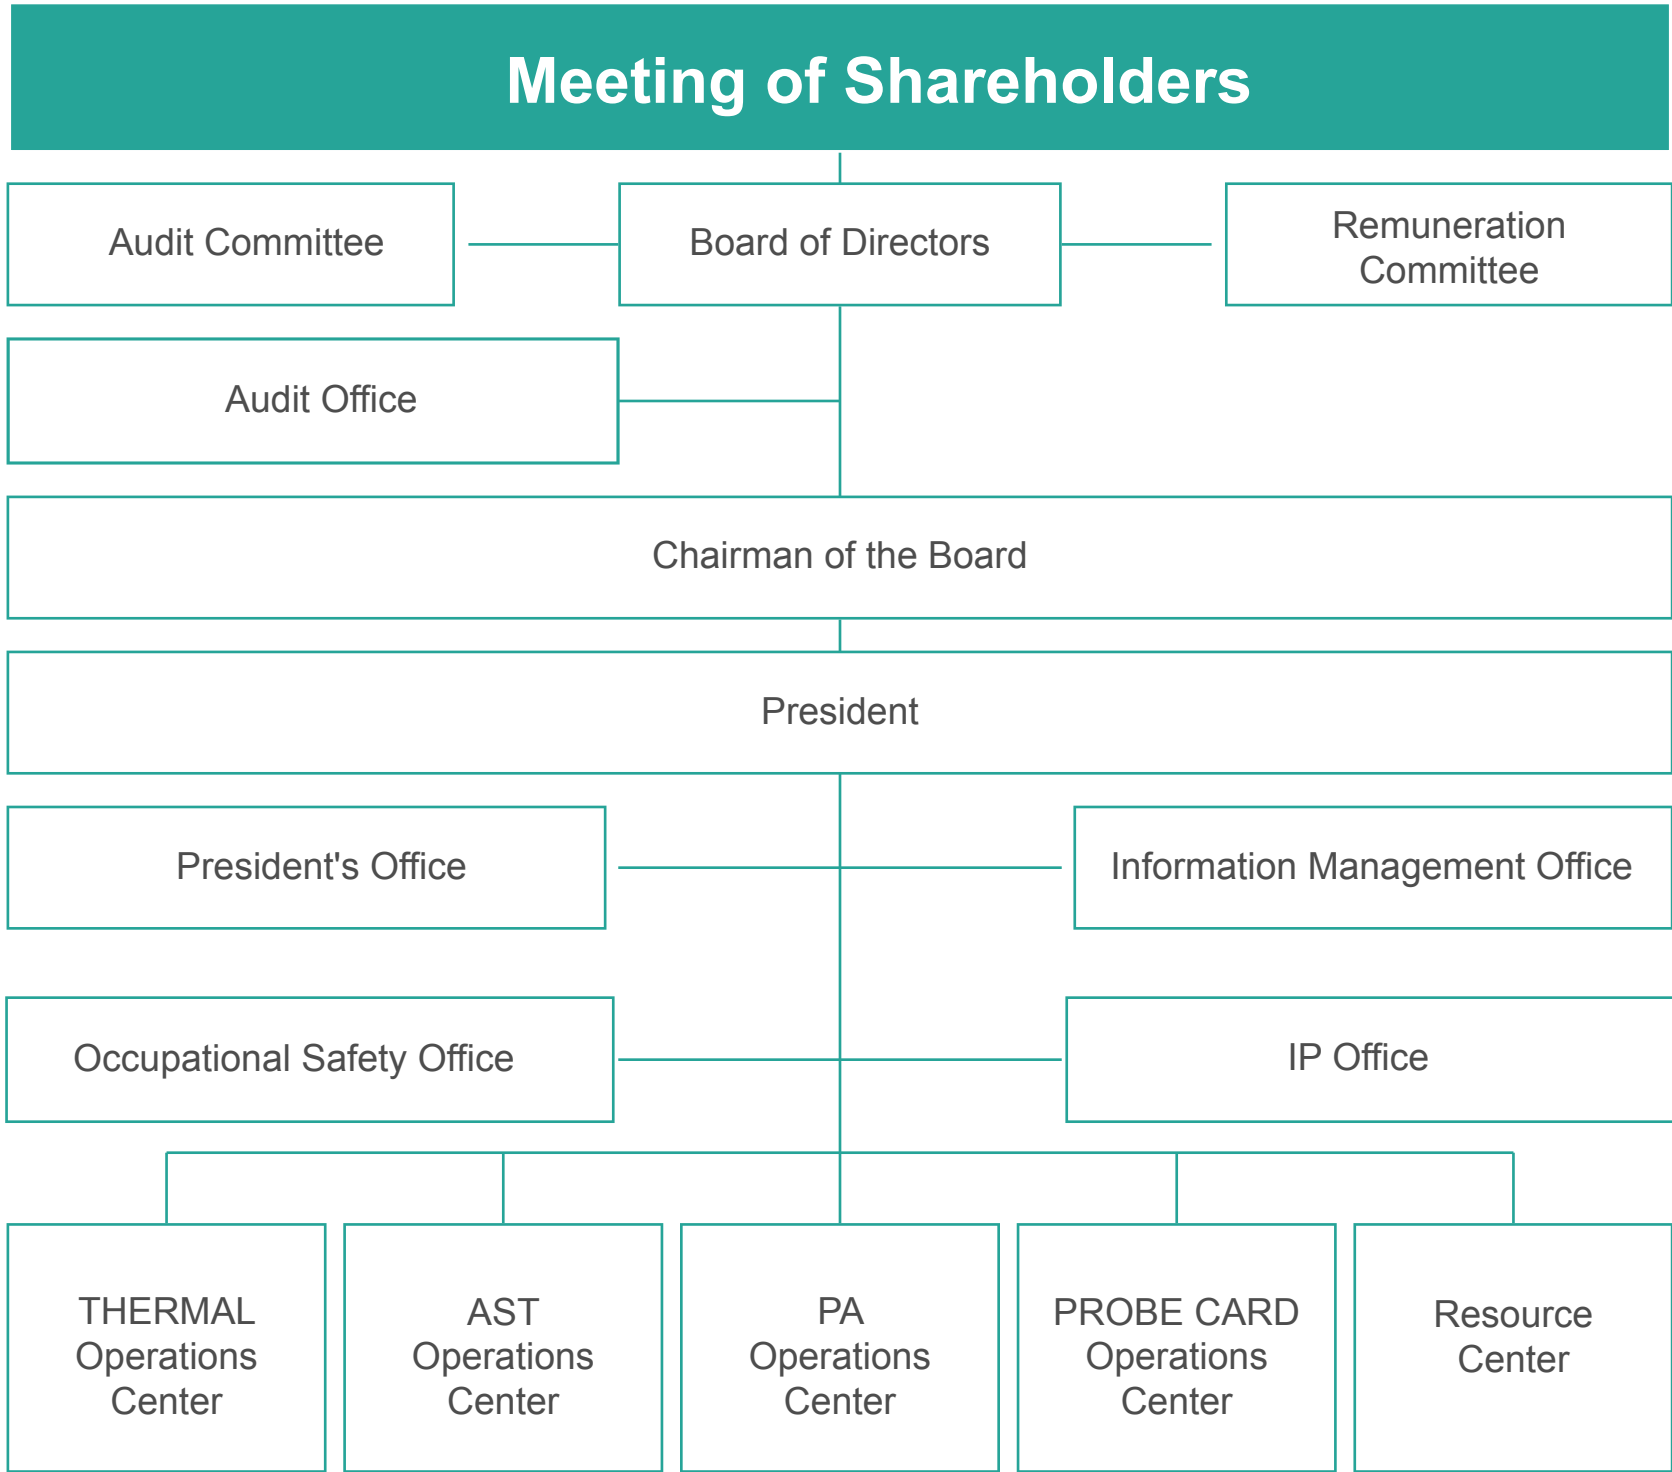 Meeting of Shareholders
Audit Committee
Board of Directors
Remuneration
Committee
Audit Office
Chairman of the Board
President
President's Office
Information Management Office
Occupational Safety Office
IP Office
THERMAL
Operations
Center
AST
Operations
Center
PA
Operations
Center
PROBE CARD
Operations
Center
Resource
Center